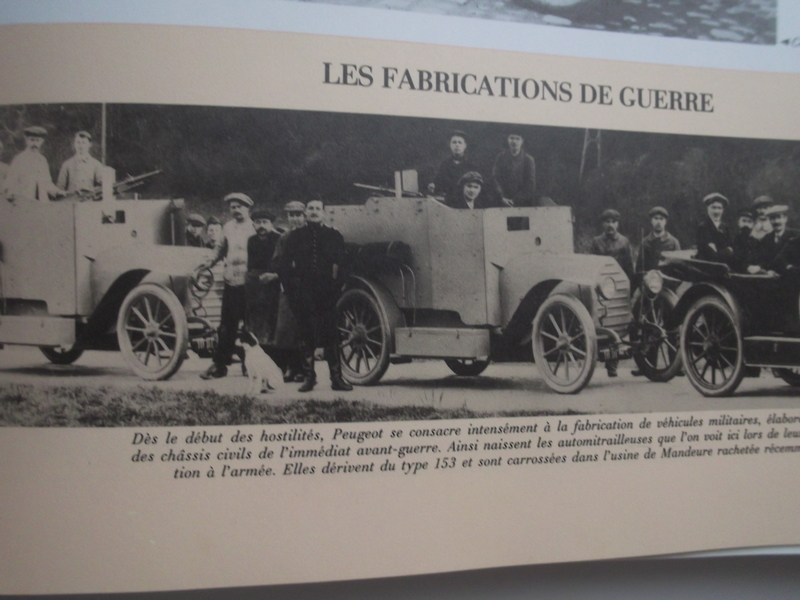 LES FABRICATIONS DE GUERRE
Dès le début des hostilités, Peugeot se consacre intensément à la fabrication de véhicules militaires,
des châssis civils de l'immédiat avant-guerre. Ainsi naissent les automitrailleuses que l'on voit ici lors de
tion à l'armée. Elles dérivent du type 153 et sont carrossées dans l'usine de Mandeure rachetée